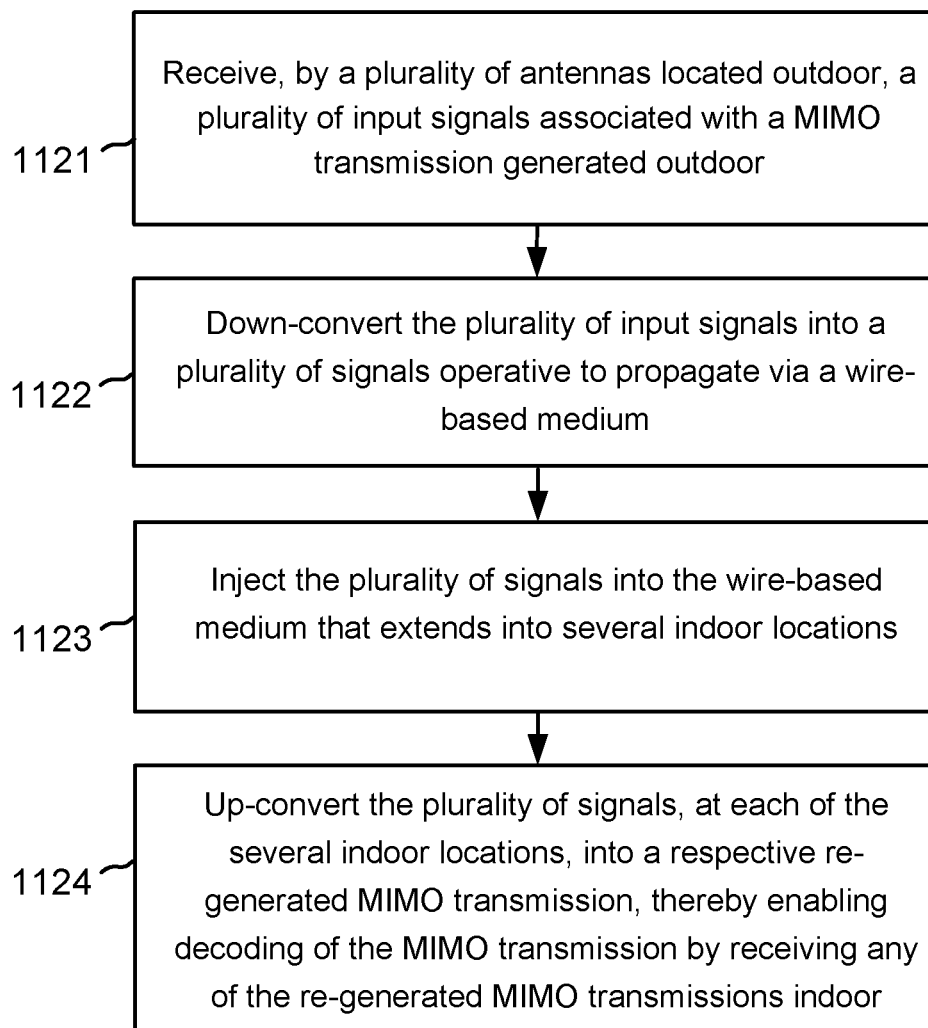 Receive, by a plurality of antennas located outdoor, a
plurality of input signals associated with a MIMO
transmission generated outdoor
1121
Down-convert the plurality of input signals into a
plurality of signals operative to propagate via a wire-
based medium
1122
Inject the plurality of signals into the wire-based
medium that extends into several indoor locations
1123
Up-convert the plurality of signals, at each of the
several indoor locations, into a respective re-
generated MIMO transmission, thereby enabling
decoding of the MIMO transmission by receiving any
of the re-generated MIMO transmissions indoor
1124